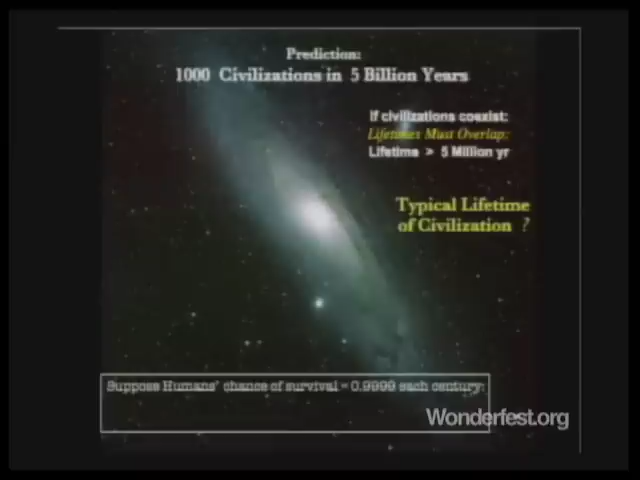 Prediction:
1000 Civilizations in 5 Billion Years
If civilizations coexist:
Lifetimes Must Overlap:
Lifetime > 5 Million yr
Typical Lifetime
of Civilization ?
Suppose Humans' chance of survival = 0.9999 each century:
Wonderfest.org